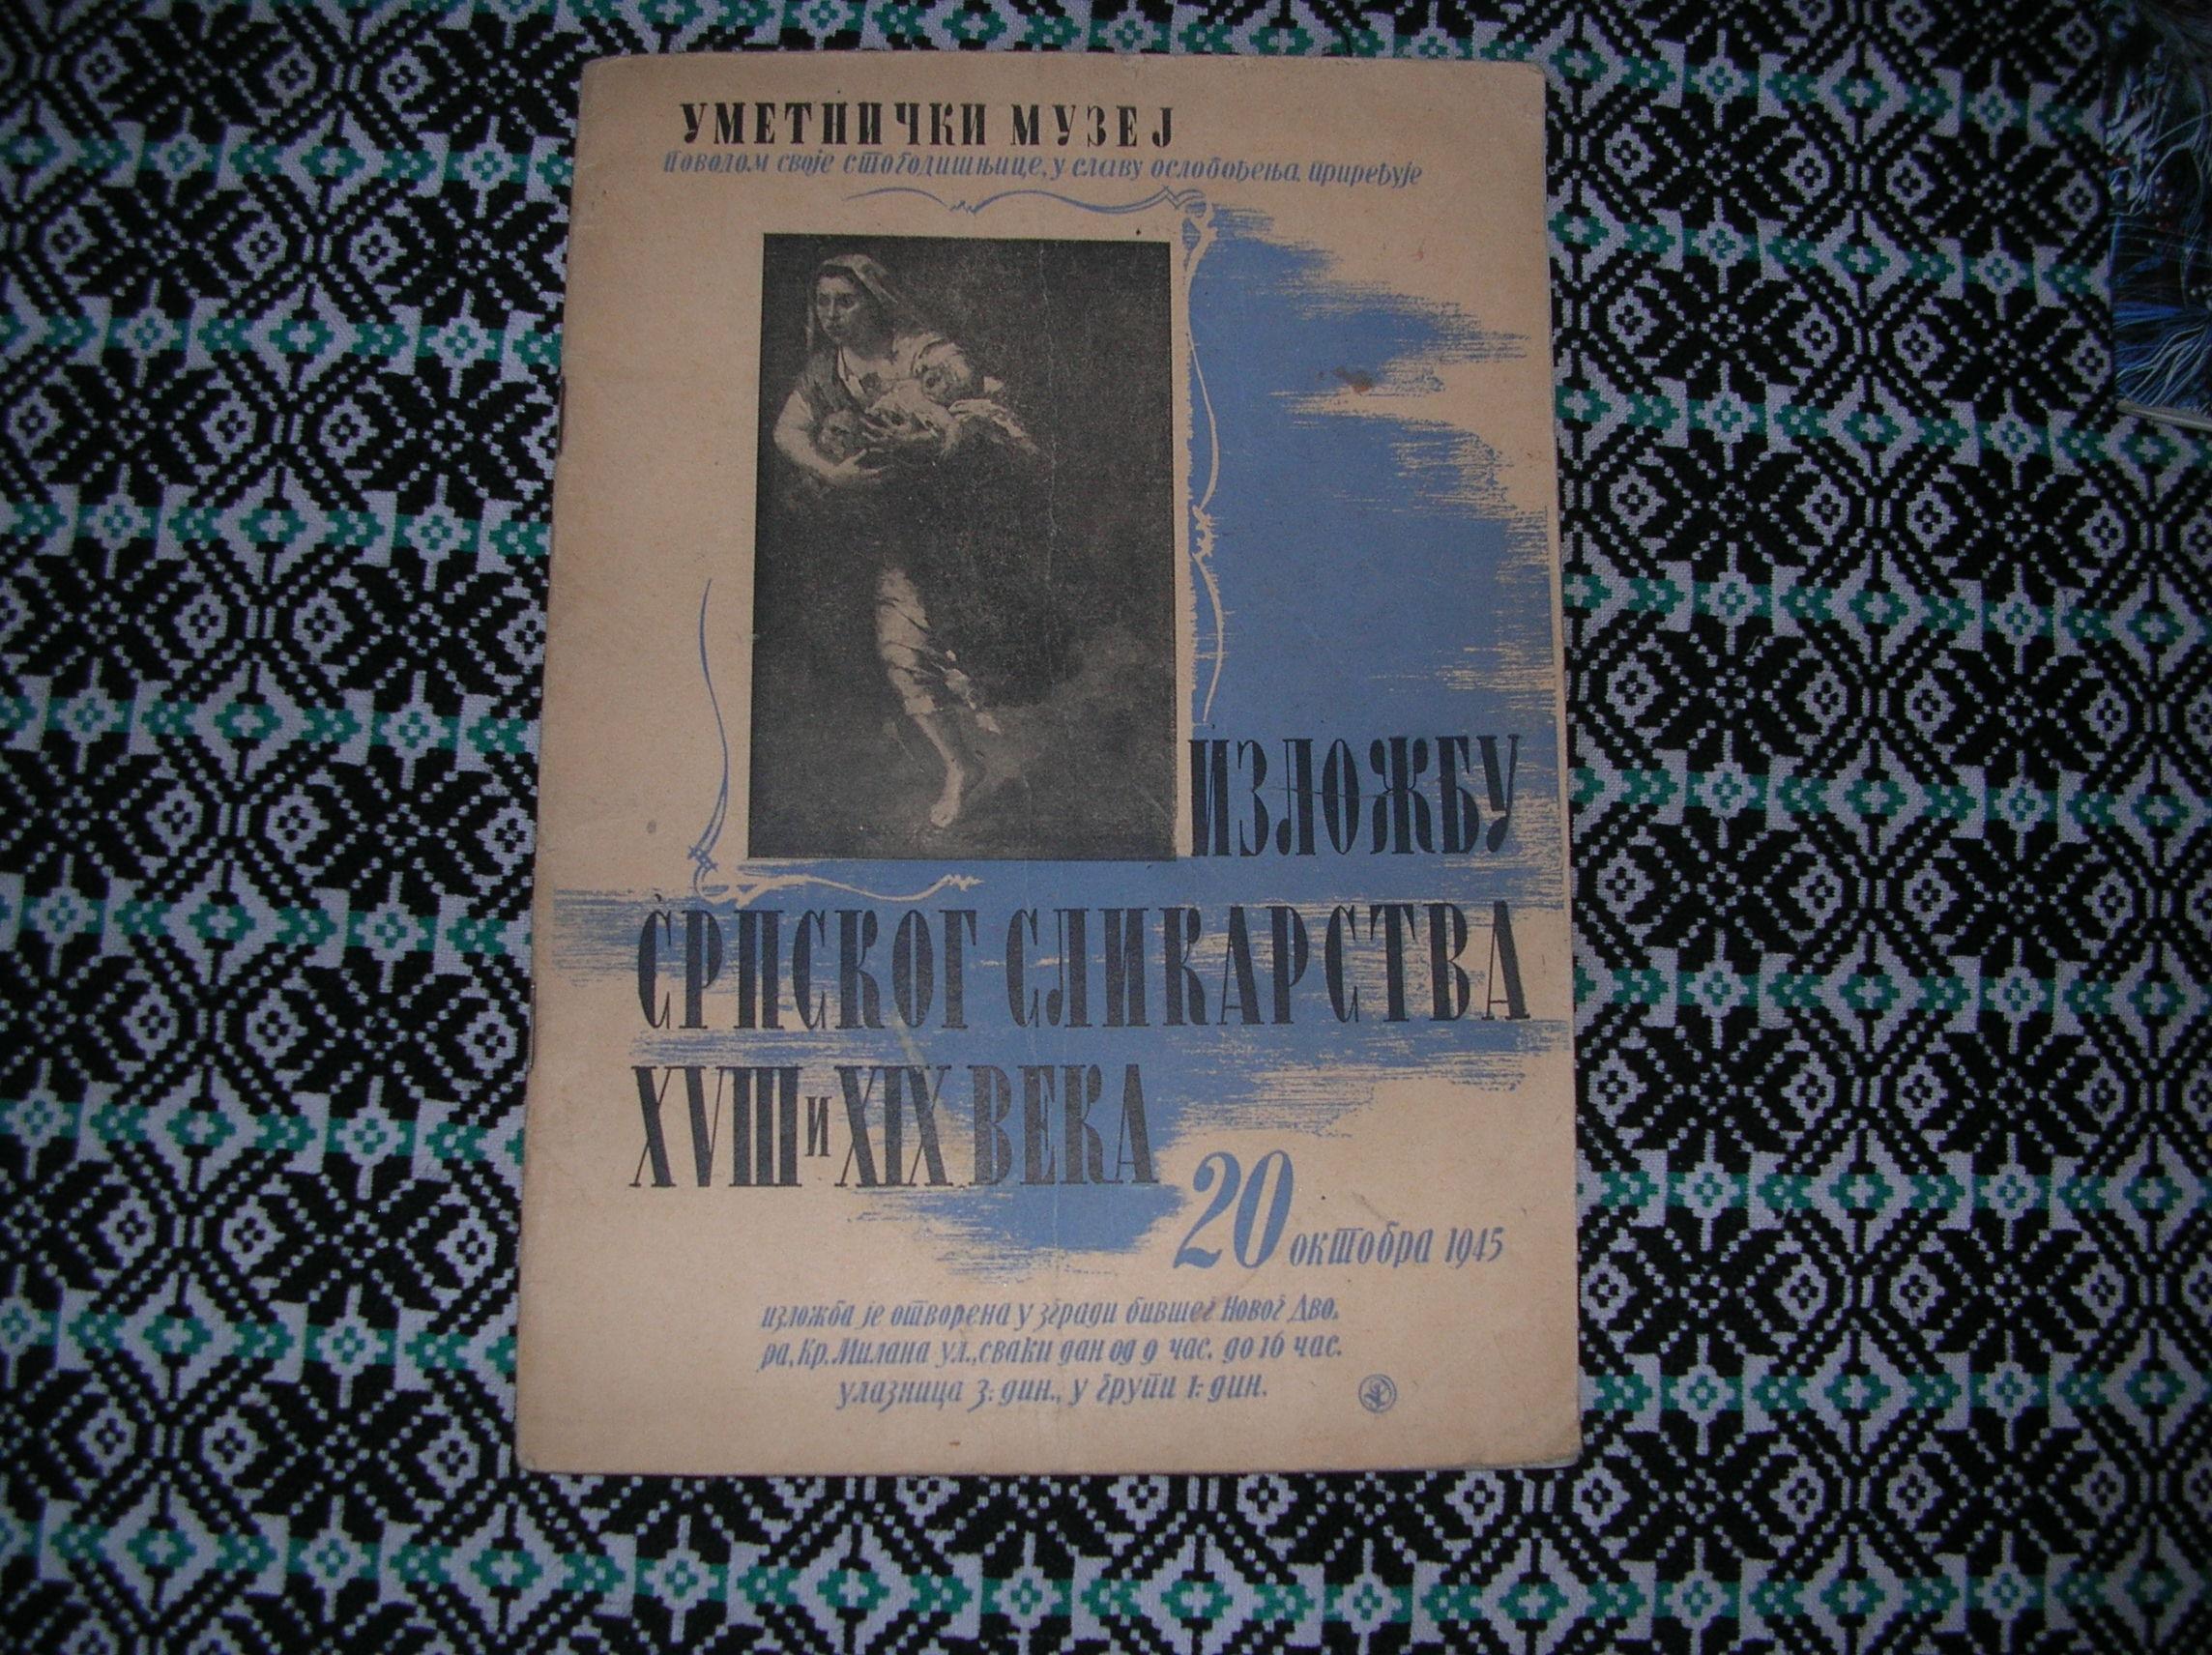 УМЕТНИЧКИ МУЗЕЈ
поводом своје стогодишњице, у славу ослобођења, приређује
ИЗЛОЖБУ
СРПСКОГ СЛИКАРСТВА
XVIII и XIX ВЕКА
20 октобра 1945
изложба је отворена у згради бившег Новог Дво-
ра, Кр. Милана ул., сваки дан од 9 час. до 16 час.
улазница 3.- дин., у групи 1.- дин.